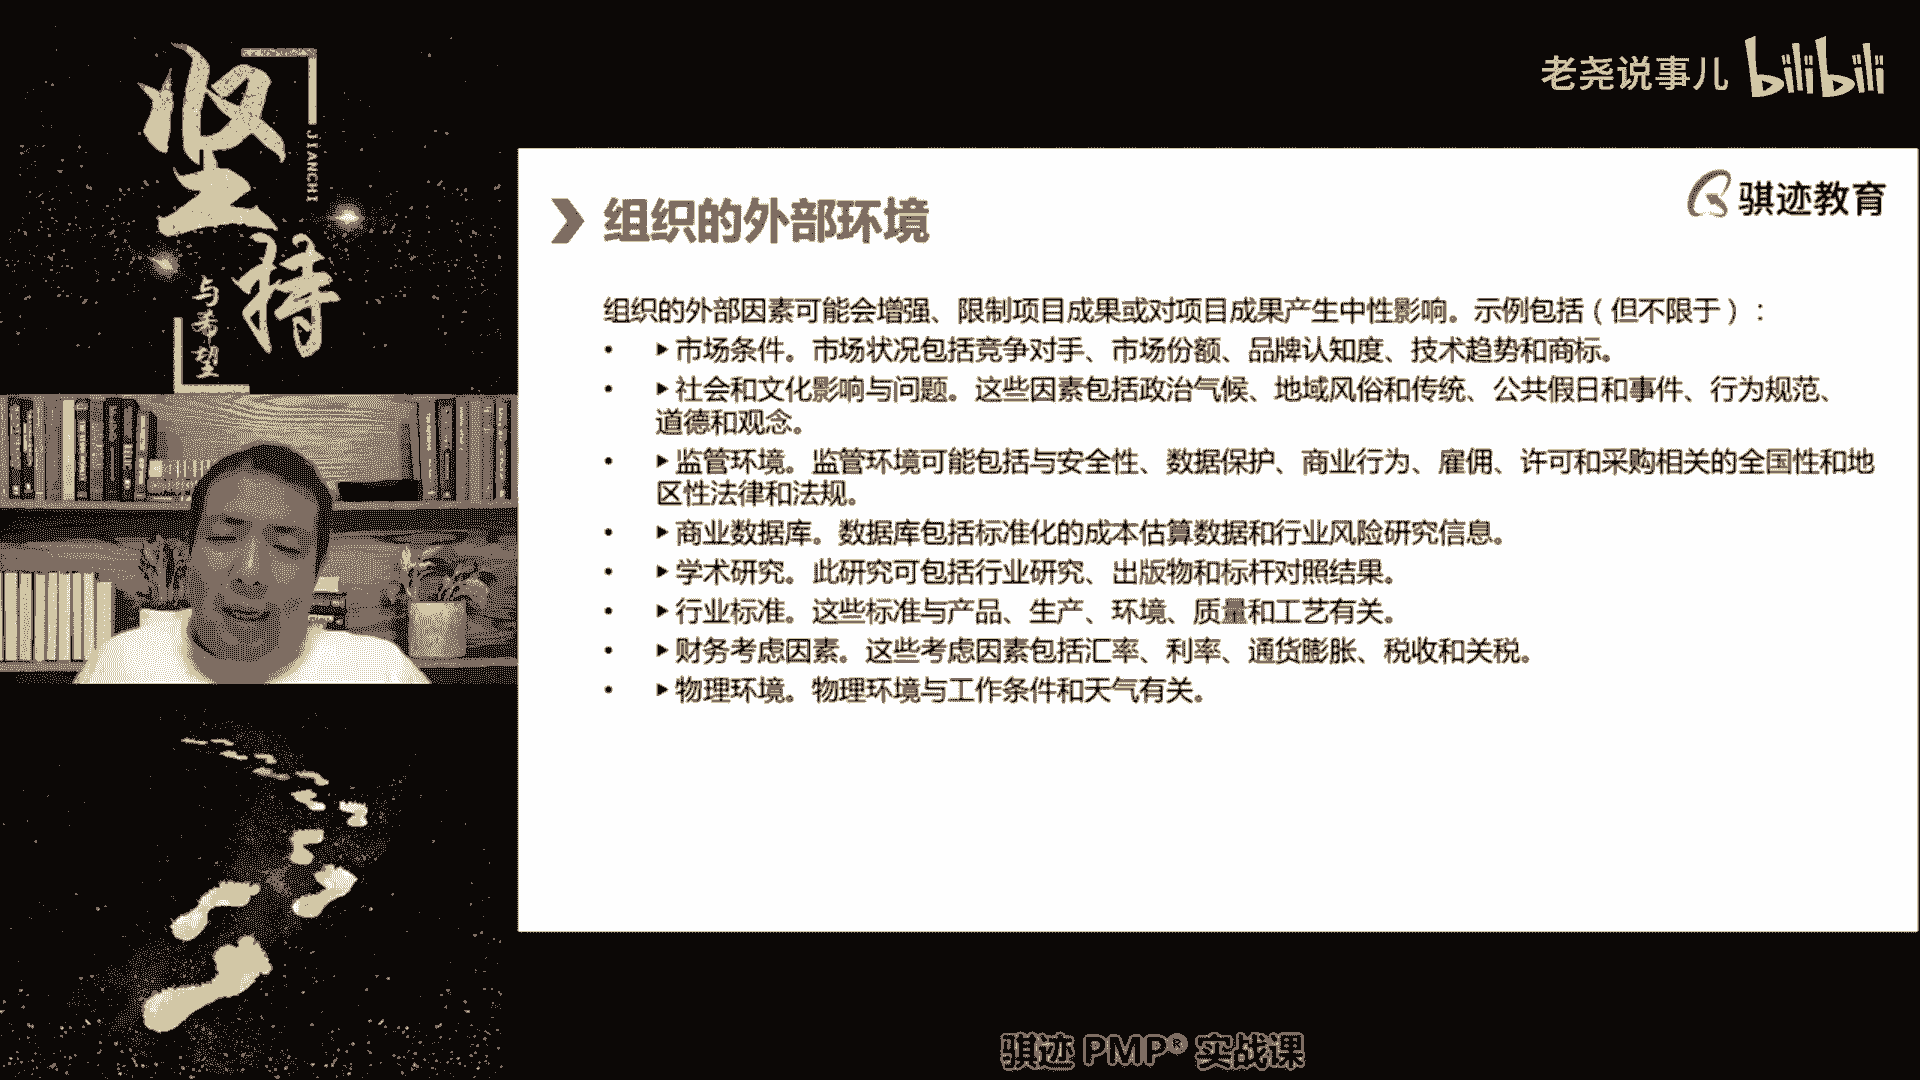 坚持
JIANCHI
与希望
老尧说事儿 bilibili
骐迹教育
组织的外部环境
组织的外部因素可能会增强、限制项目成果或对项目成果产生中性影响。示例包括（但不限于）：
• ▶市场条件。市场状况包括竞争对手、市场份额、品牌认知度、技术趋势和商标。
• ▶社会和文化影响与问题。这些因素包括政治气候、地域风俗和传统、公共假日和事件、行为规范、
道德和观念。
• ▶监管环境。监管环境可能包括与安全性、数据保护、商业行为、雇佣、许可和采购相关的全国性和地
区性法律和法规。
• ▶商业数据库。数据库包括标准化的成本估算数据和行业风险研究信息。
• ▶学术研究。此研究可包括行业研究、出版物和标杆对照结果。
• ▶行业标准。这些标准与产品、生产、环境、质量和工艺有关。
• ▶财务考虑因素。这些考虑因素包括汇率、利率、通货膨胀、税收和关税。
• ▶物理环境。物理环境与工作条件和天气有关。
骐迹 PMP® 实战课